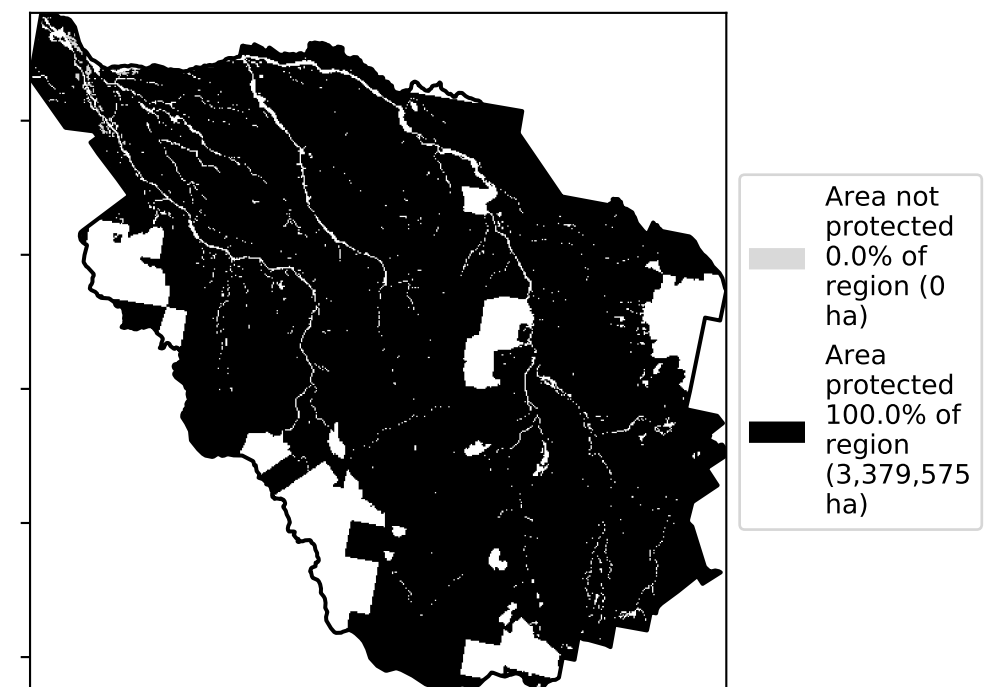 Area not
protected
0.0% of
region (0
ha)
Area
protected
100.0% of
region
(3,379,575
ha)